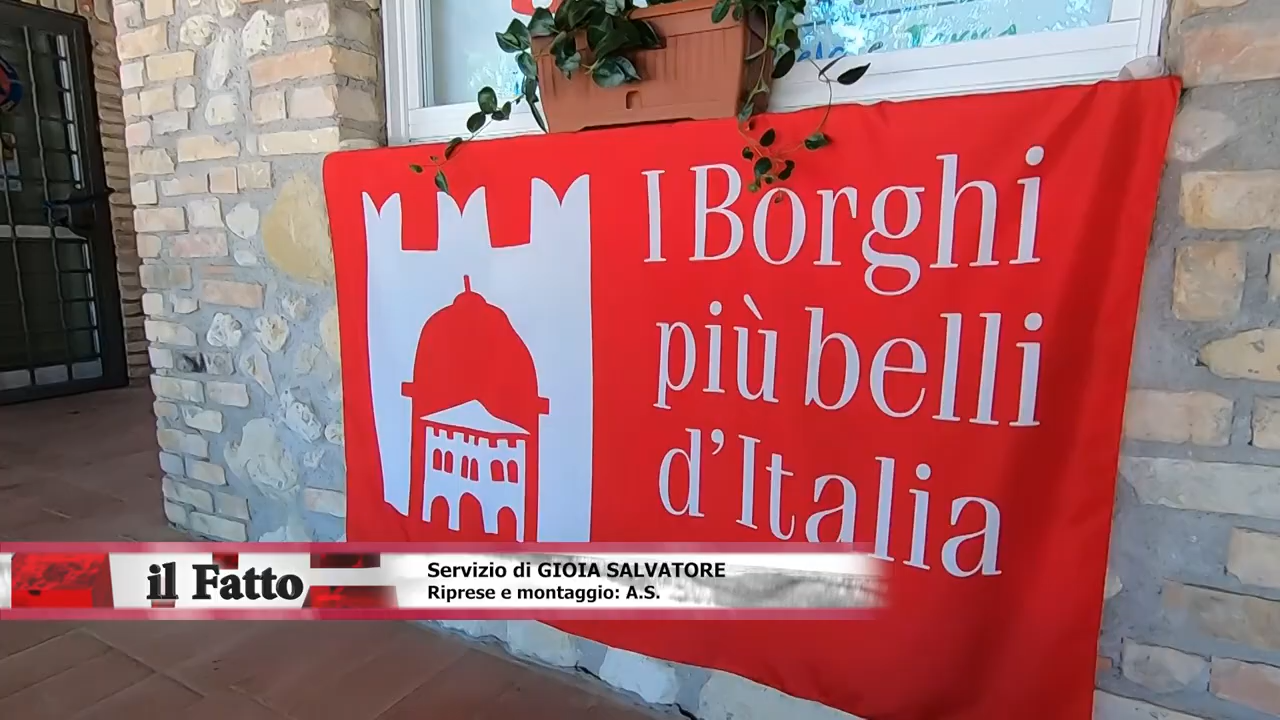 I Borghi
più belli
d'Italia
il Fatto
Servizio di GIOIA SALVATORE
Riprese e montaggio: A.S.